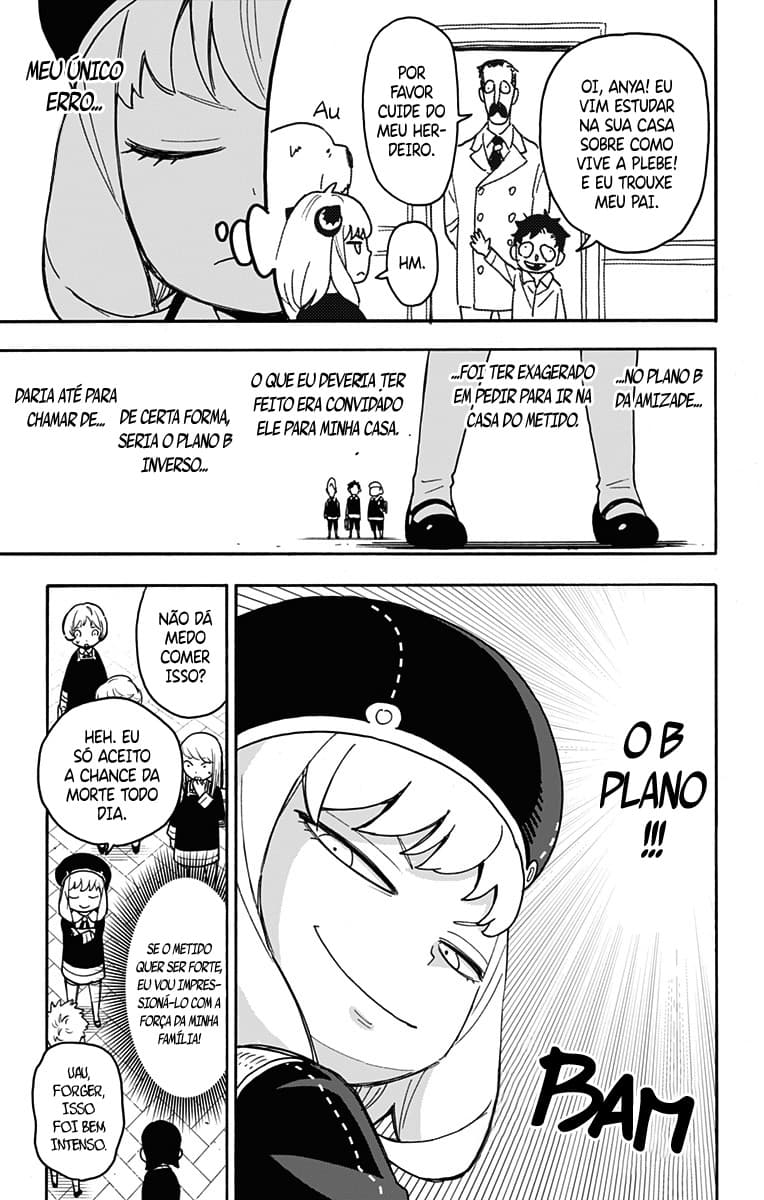 OI, ANYA! EU
VIM ESTUDAR
NA SUA CASA
SOBRE COMO
VIVE A PLEBE!
E EU TROUXE
MEU PAI.
POR
FAVOR
CUIDE DO
MEU HER-
DEIRO.
HM.
Au
MEU ÚNICO
ERRO...
...NO PLANO B
DA AMIZADE...
...FOI TER EXAGERADO
EM PEDIR PARA IR NA
CASA DO METIDO.
O QUE EU DEVERIA TER
FEITO ERA CONVIDADO
ELE PARA MINHA CASA.
DE CERTA FORMA,
SERIA O PLANO B
INVERSO...
DARIA ATÉ PARA
CHAMAR DE...
O B
PLANO
!!!
BAM
NÃO DÁ
MEDO
COMER
ISSO?
HEH. EU
SÓ ACEITO
A CHANCE DA
MORTE TODO
DIA.
SE O METIDO
QUER SER FORTE,
EU VOU IMPRES-
SIONÁ-LO COM A
FORÇA DA MINHA
FAMÍLIA!
UAU,
FORGER,
ISSO
FOI BEM
INTENSO.